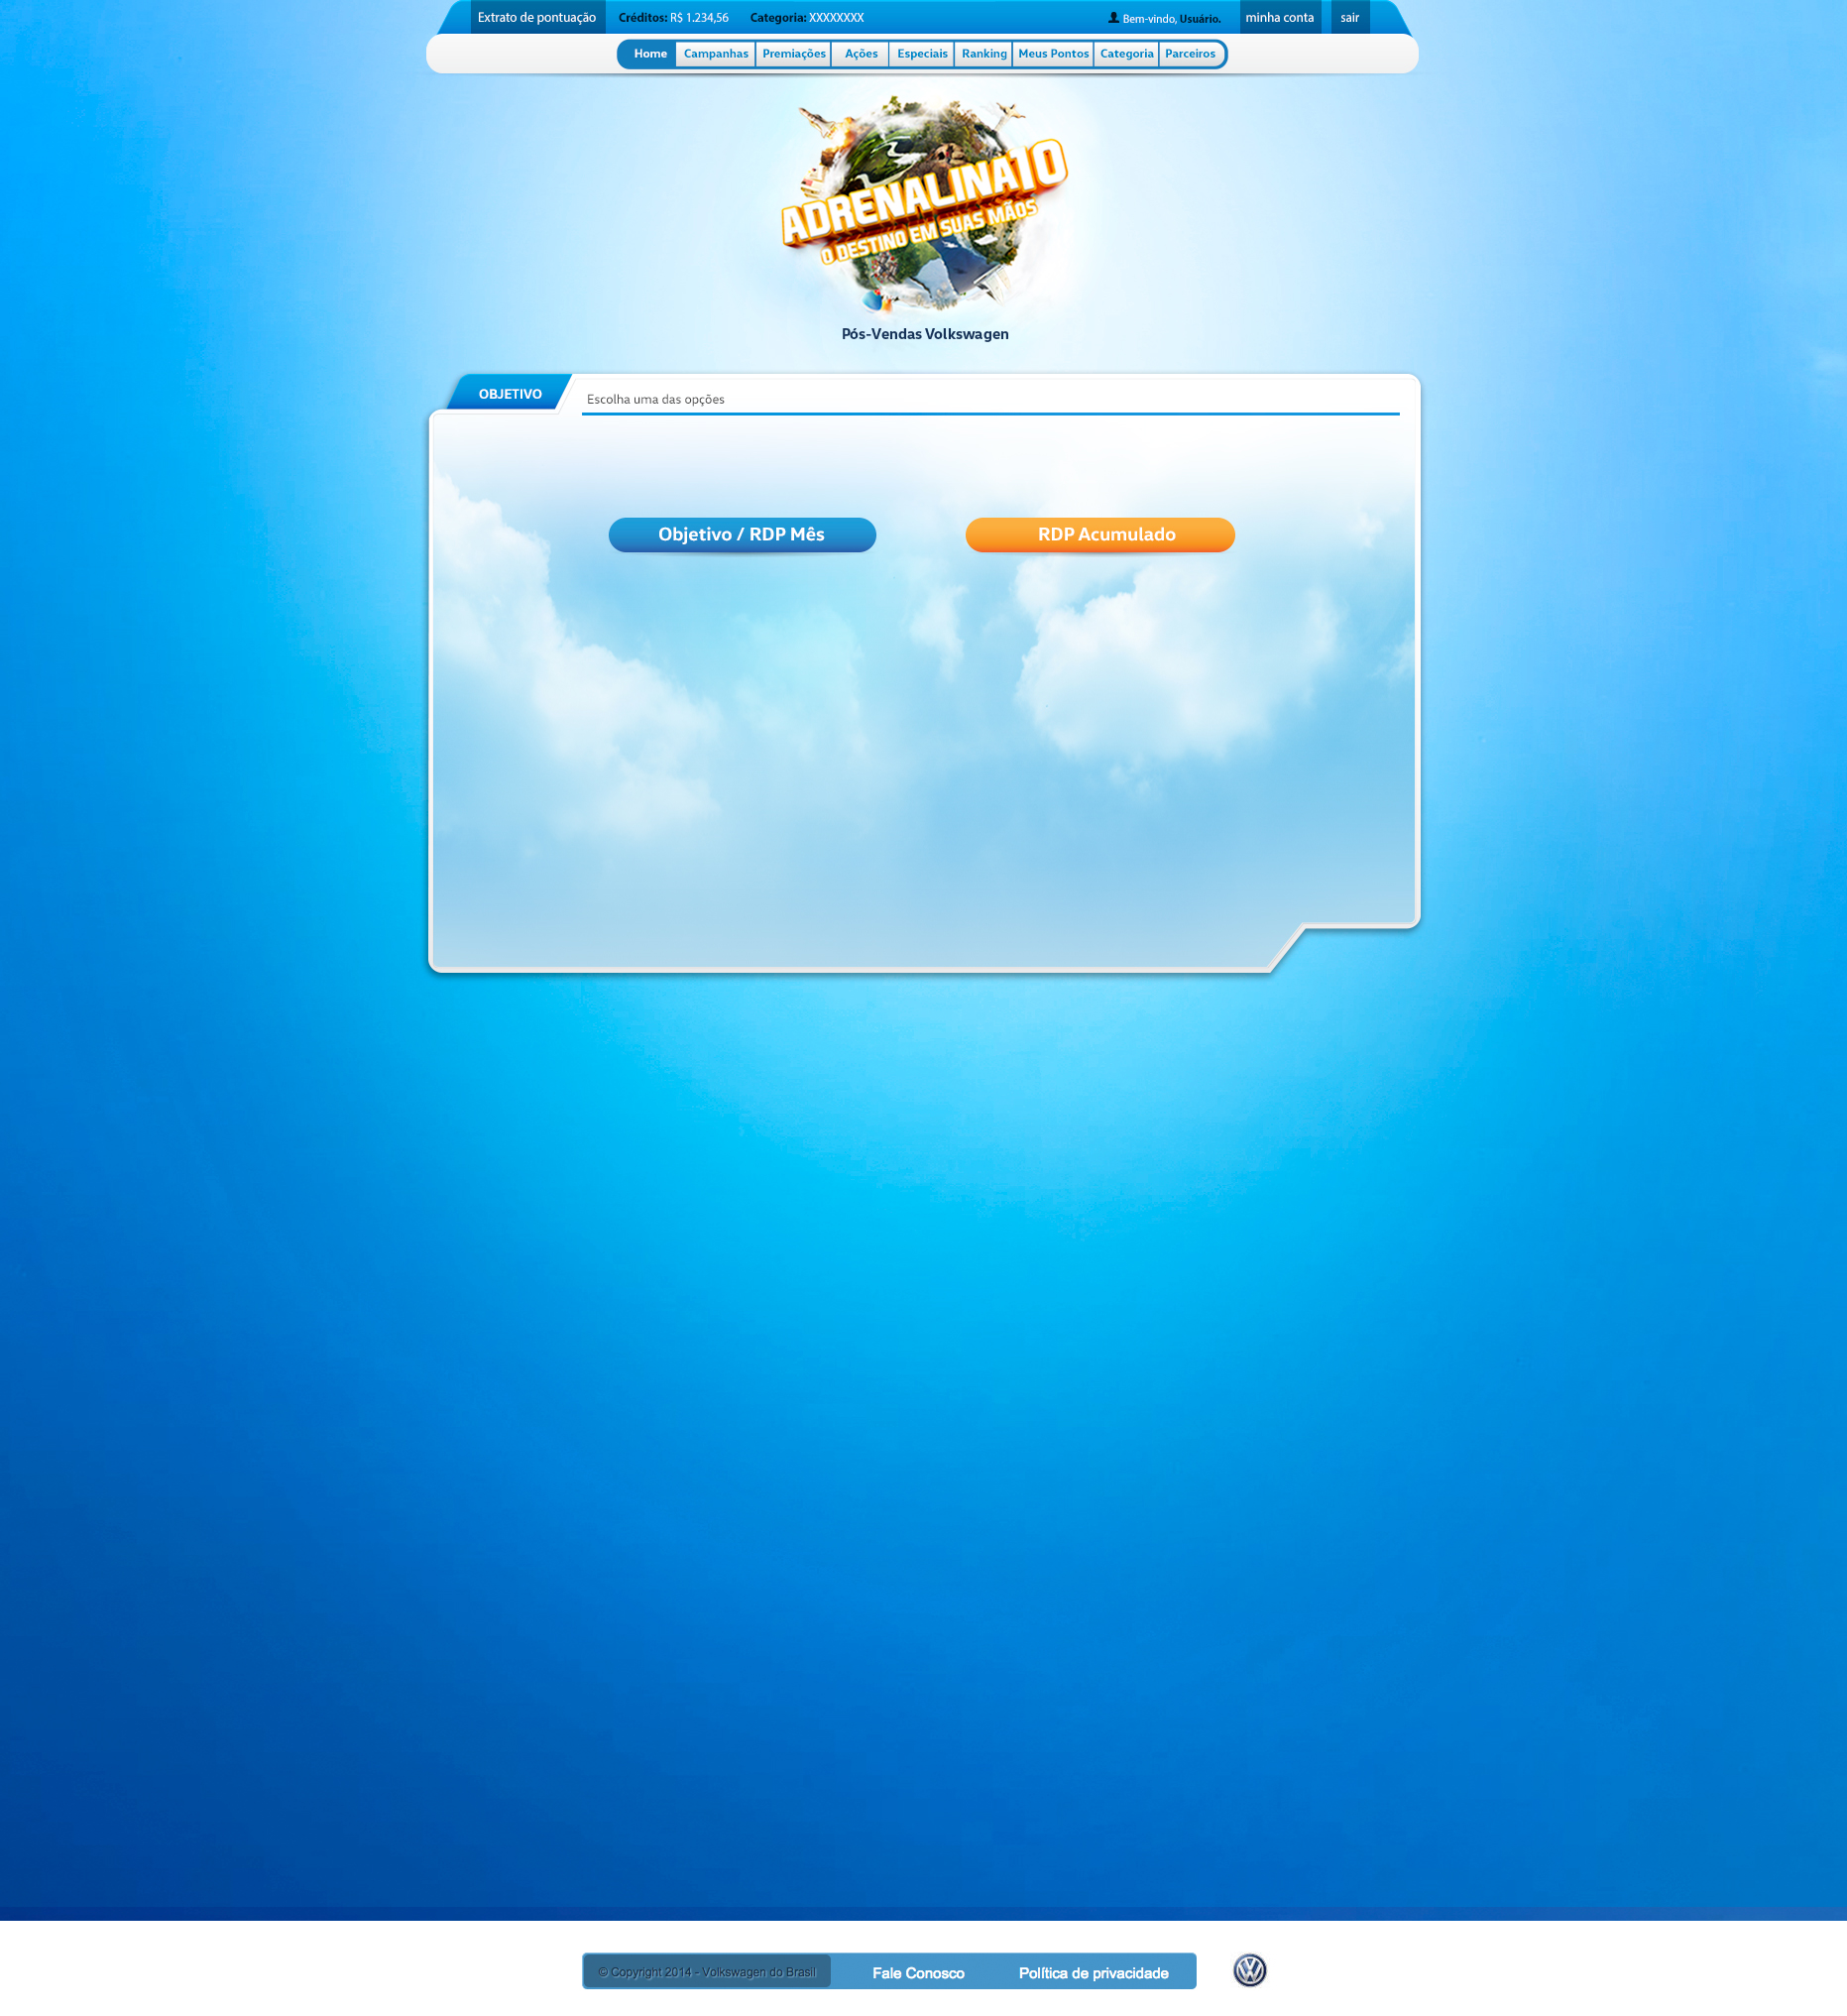 Extrato de pontuação Créditos: R$ 1.234,56 Categoria: XXXXXXXX Bem-vindo, Usuário. minha conta sair
Home Campanhas Premiações Ações Especiais Ranking Meus Pontos Categoria Parceiros
ADRENALINA10
O DESTINO EM SUAS MÃOS
Pós-Vendas Volkswagen
OBJETIVO Escolha uma das opções
Objetivo / RDP Mês RDP Acumulado
© Copyright 2014 - Volkswagen do Brasil Fale Conosco Política de privacidade